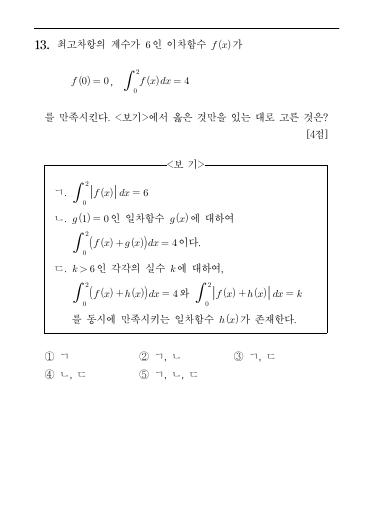 13. 최고차항의 계수가 6인 이차함수 f(x)가
f(0)=0, ∫₀² f(x)dx=4
를 만족시킨다. <보기>에서 옳은 것만을 있는 대로 고른 것은?
[4점]
<보 기>
ㄱ. ∫₀² |f(x)| dx=6
ㄴ. g(1)=0인 일차함수 g(x)에 대하여
∫₀² (f(x)+g(x))dx=4이다.
ㄷ. k>6인 각각의 실수 k에 대하여,
∫₀² (f(x)+h(x))dx=4와 ∫₀² |f(x)+h(x)| dx=k
를 동시에 만족시키는 일차함수 h(x)가 존재한다.
① ㄱ ② ㄱ, ㄴ ③ ㄱ, ㄷ
④ ㄴ, ㄷ ⑤ ㄱ, ㄴ, ㄷ